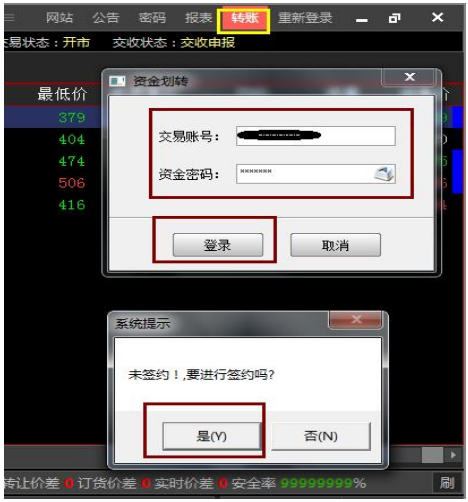 网站 公告 密码 报表 转账 重新登录
交易状态：开市 交收状态：交收申报
资金划转
最低价
379
404
474
506
416
交易账号：
资金密码：*******
登录 取消
系统提示
未签约！,要进行签约吗?
是(Y) 否(N)
转让价差 0 订货价差 0 实时价差 0 安全率 99999999% 刷